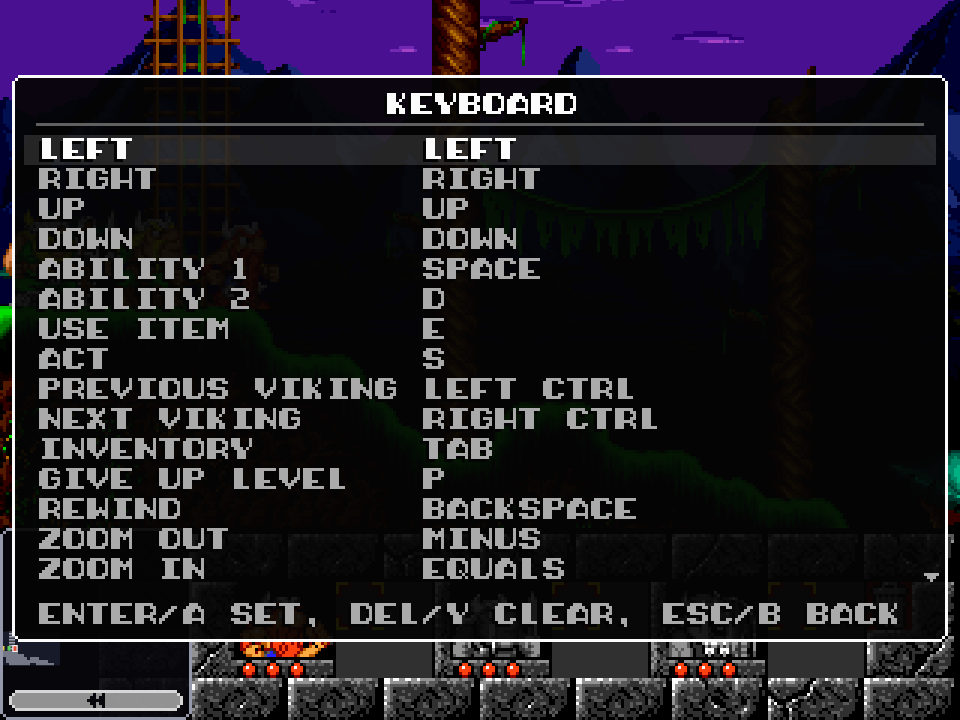 KEYBOARD
LEFT LEFT
RIGHT RIGHT
UP UP
DOWN DOWN
ABILITY 1 SPACE
ABILITY 2 D
USE ITEM E
ACT S
PREVIOUS VIKING LEFT CTRL
NEXT VIKING RIGHT CTRL
INVENTORY TAB
GIVE UP LEVEL P
REWIND BACKSPACE
ZOOM OUT MINUS
ZOOM IN EQUALS
ENTER/A SET, DEL/Y CLEAR, ESC/B BACK